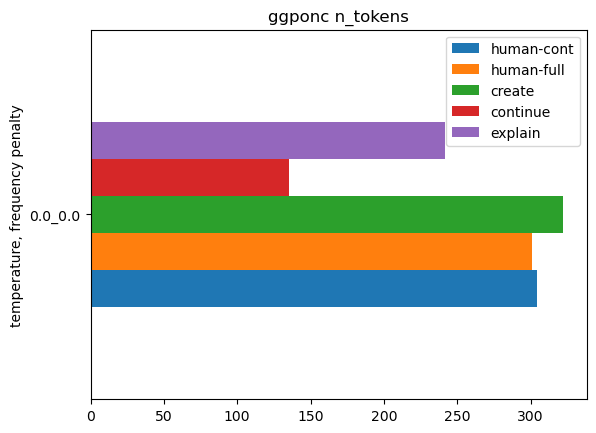 ggponc n_tokens
human-cont
human-full
create
continue
explain
temperature, frequency penalty
0.0_0.0
0 50 100 150 200 250 300